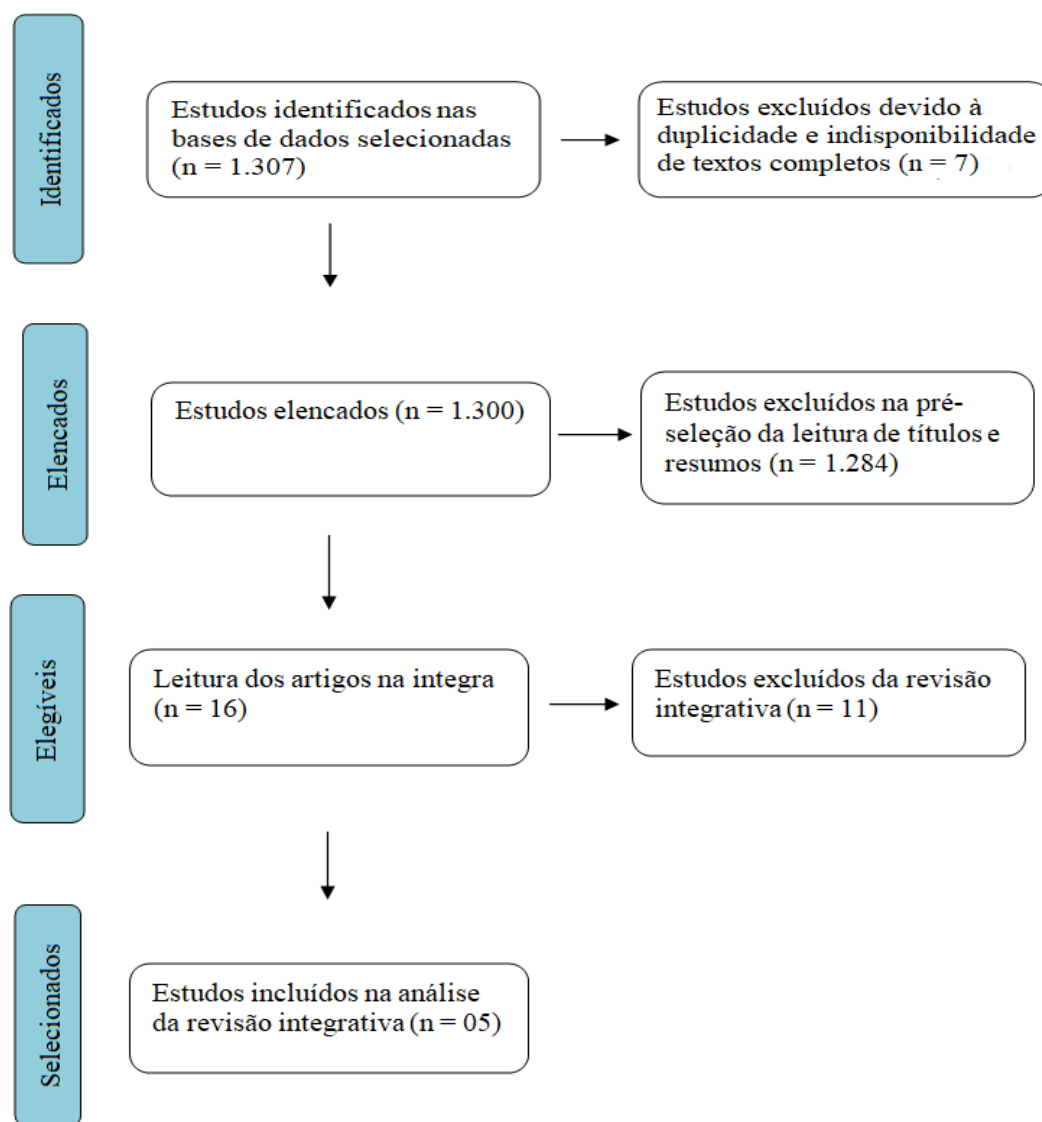 Identificados
Estudos identificados nas
bases de dados selecionadas
(n = 1.307)
Estudos excluídos devido à
duplicidade e indisponibilidade
de textos completos (n = 7)
Elencados
Estudos elencados (n = 1.300)
Estudos excluídos na pré-
seleção da leitura de títulos e
resumos (n = 1.284)
Elegíveis
Leitura dos artigos na integra
(n = 16)
Estudos excluídos da revisão
integrativa (n = 11)
Selecionados
Estudos incluídos na análise
da revisão integrativa (n = 05)